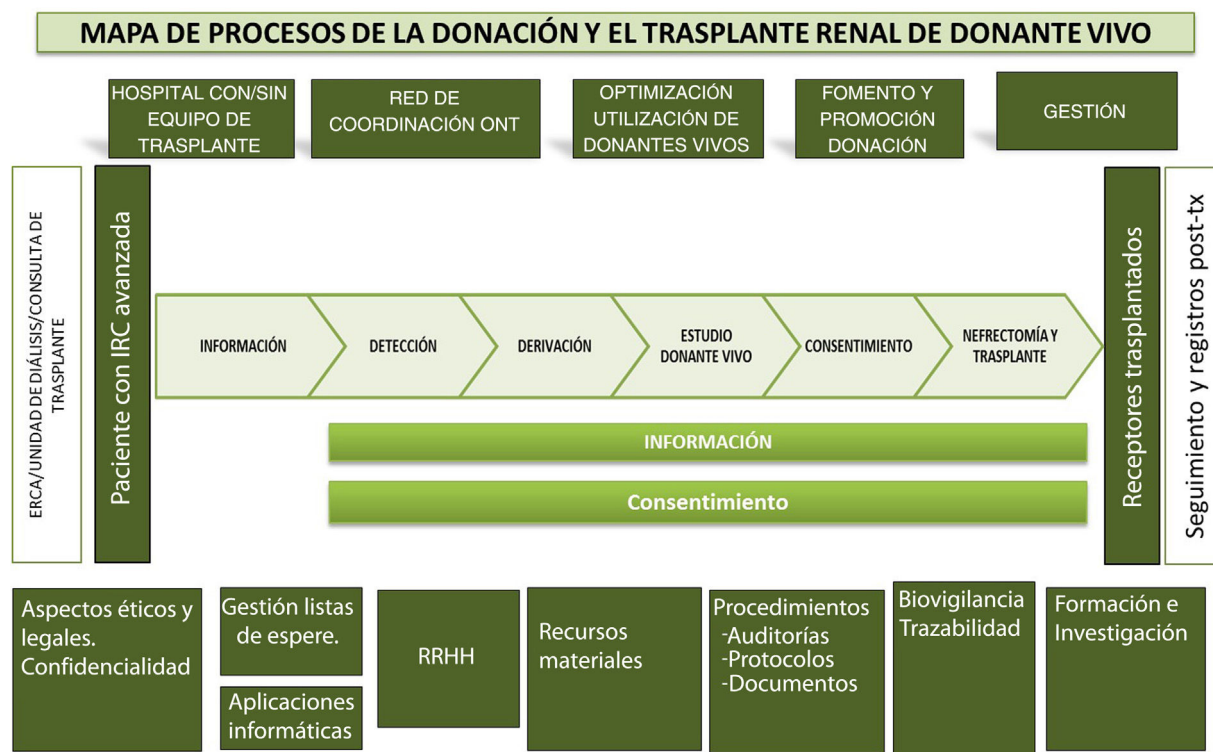 MAPA DE PROCESOS DE LA DONACIÓN Y EL TRASPLANTE RENAL DE DONANTE VIVO
HOSPITAL CON/SIN
EQUIPO DE
TRASPLANTE
RED DE
COORDINACIÓN ONT
OPTIMIZACIÓN
UTILIZACIÓN DE
DONANTES VIVOS
FOMENTO Y
PROMOCIÓN
DONACIÓN
GESTIÓN
ERCA/UNIDAD DE DIÁLISIS/CONSULTA DE
TRASPLANTE
Paciente con IRC avanzada
INFORMACIÓN
DETECCIÓN
DERIVACIÓN
ESTUDIO
DONANTE VIVO
CONSENTIMIENTO
NEFRECTOMÍA Y
TRASPLANTE
INFORMACIÓN
Consentimiento
Receptores trasplantados
Seguimiento y registros post-tx
Aspectos éticos y
legales.
Confidencialidad
Gestión listas
de espere.
Aplicaciones
informáticas
RRHH
Recursos
materiales
Procedimientos
-Auditorías
-Protocolos
-Documentos
Biovigilancia
Trazabilidad
Formación e
Investigación